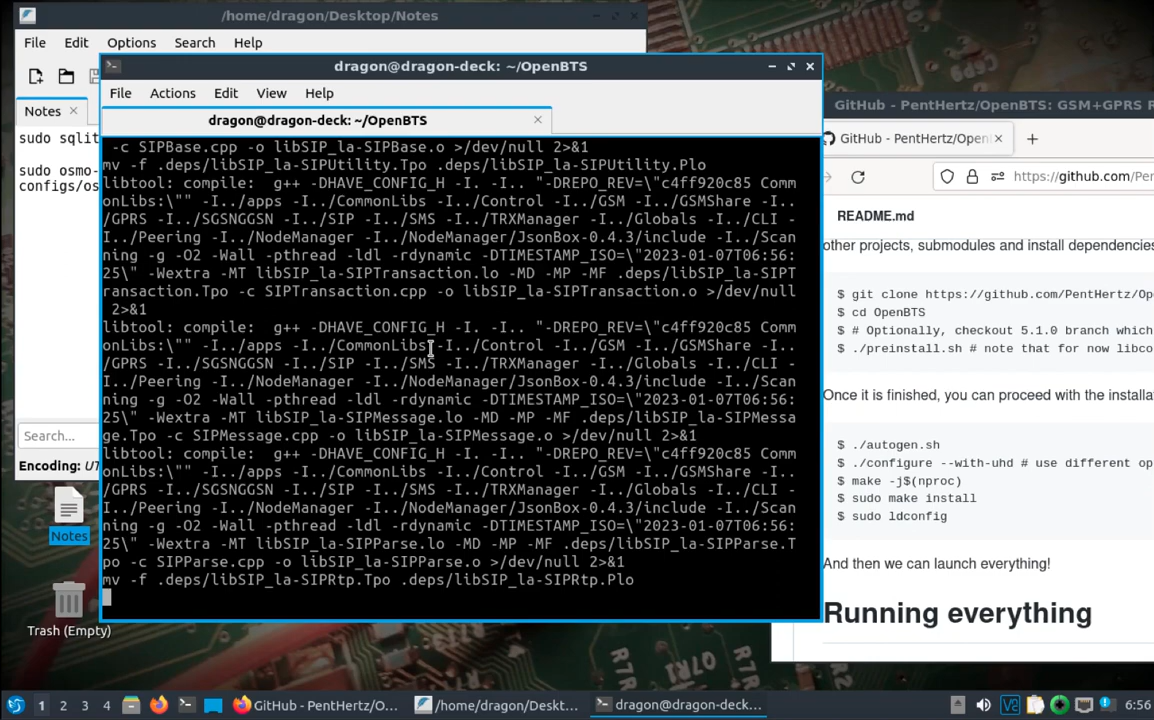 /home/dragon/Desktop/Notes
File Edit Options Search Help
Notes
sudo sqlit
sudo osmo-
configs/os
Search...
Encoding:
dragon@dragon-deck: ~/OpenBTS
File Actions Edit View Help
dragon@dragon-deck: ~/OpenBTS
-c SIPBase.cpp -o libSIP_la-SIPBase.o >/dev/null 2>&1
mv -f .deps/libSIP_la-SIPUtility.Tpo .deps/libSIP_la-SIPUtility.Plo
libtool: compile:  g++ -DHAVE_CONFIG_H -I. -I.. "-DREPO_REV=\"c4ff920c85 Comm
onLibs:\"" -I../apps -I../CommonLibs -I../Control -I../GSM -I../GSMShare -I..
/GPRS -I../SGSNGGSN -I../SIP -I../SMS -I../TRXManager -I../Globals -I../CLI -
I../Peering -I../NodeManager -I../NodeManager/JsonBox-0.4.3/include -I../Scan
ning -g -O2 -Wall -pthread -ldl -rdynamic -DTIMESTAMP_ISO=\"2023-01-07T06:56:
25\" -Wextra -MT libSIP_la-SIPTransaction.lo -MD -MP -MF .deps/libSIP_la-SIPT
ransaction.Tpo -c SIPTransaction.cpp -o libSIP_la-SIPTransaction.o >/dev/null
2>&1
libtool: compile:  g++ -DHAVE_CONFIG_H -I. -I.. "-DREPO_REV=\"c4ff920c85 Comm
onLibs:\"" -I../apps -I../CommonLibs -I../Control -I../GSM -I../GSMShare -I..
/GPRS -I../SGSNGGSN -I../SIP -I../SMS -I../TRXManager -I../Globals -I../CLI -
I../Peering -I../NodeManager -I../NodeManager/JsonBox-0.4.3/include -I../Scan
ning -g -O2 -Wall -pthread -ldl -rdynamic -DTIMESTAMP_ISO=\"2023-01-07T06:56:
25\" -Wextra -MT libSIP_la-SIPMessage.lo -MD -MP -MF .deps/libSIP_la-SIPMessa
ge.Tpo -c SIPMessage.cpp -o libSIP_la-SIPMessage.o >/dev/null 2>&1
libtool: compile:  g++ -DHAVE_CONFIG_H -I. -I.. "-DREPO_REV=\"c4ff920c85 Comm
onLibs:\"" -I../apps -I../CommonLibs -I../Control -I../GSM -I../GSMShare -I..
/GPRS -I../SGSNGGSN -I../SIP -I../SMS -I../TRXManager -I../Globals -I../CLI -
I../Peering -I../NodeManager -I../NodeManager/JsonBox-0.4.3/include -I../Scan
ning -g -O2 -Wall -pthread -ldl -rdynamic -DTIMESTAMP_ISO=\"2023-01-07T06:56:
25\" -Wextra -MT libSIP_la-SIPParse.lo -MD -MP -MF .deps/libSIP_la-SIPParse.T
po -c SIPParse.cpp -o libSIP_la-SIPParse.o >/dev/null 2>&1
mv -f .deps/libSIP_la-SIPRtp.Tpo .deps/libSIP_la-SIPRtp.Plo
GitHub - PentHertz/OpenBTS: GSM+GPRS R
GitHub - PentHertz/Open
https://github.com/Per
README.md
other projects, submodules and install dependencies
$ git clone https://github.com/PentHertz/Op
$ cd OpenBTS
$ # Optionally, checkout 5.1.0 branch which
$ ./preinstall.sh # note that for now libco
Once it is finished, you can proceed with the installa
$ ./autogen.sh
$ ./configure --with-uhd # use different op
$ make -j$(nproc)
$ sudo make install
$ sudo ldconfig
And then we can launch everything!
Running everything
Notes
Trash (Empty)
1 2 3 4
GitHub - PentHertz/O...
/home/dragon/Deskt...
dragon@dragon-deck...
6:56